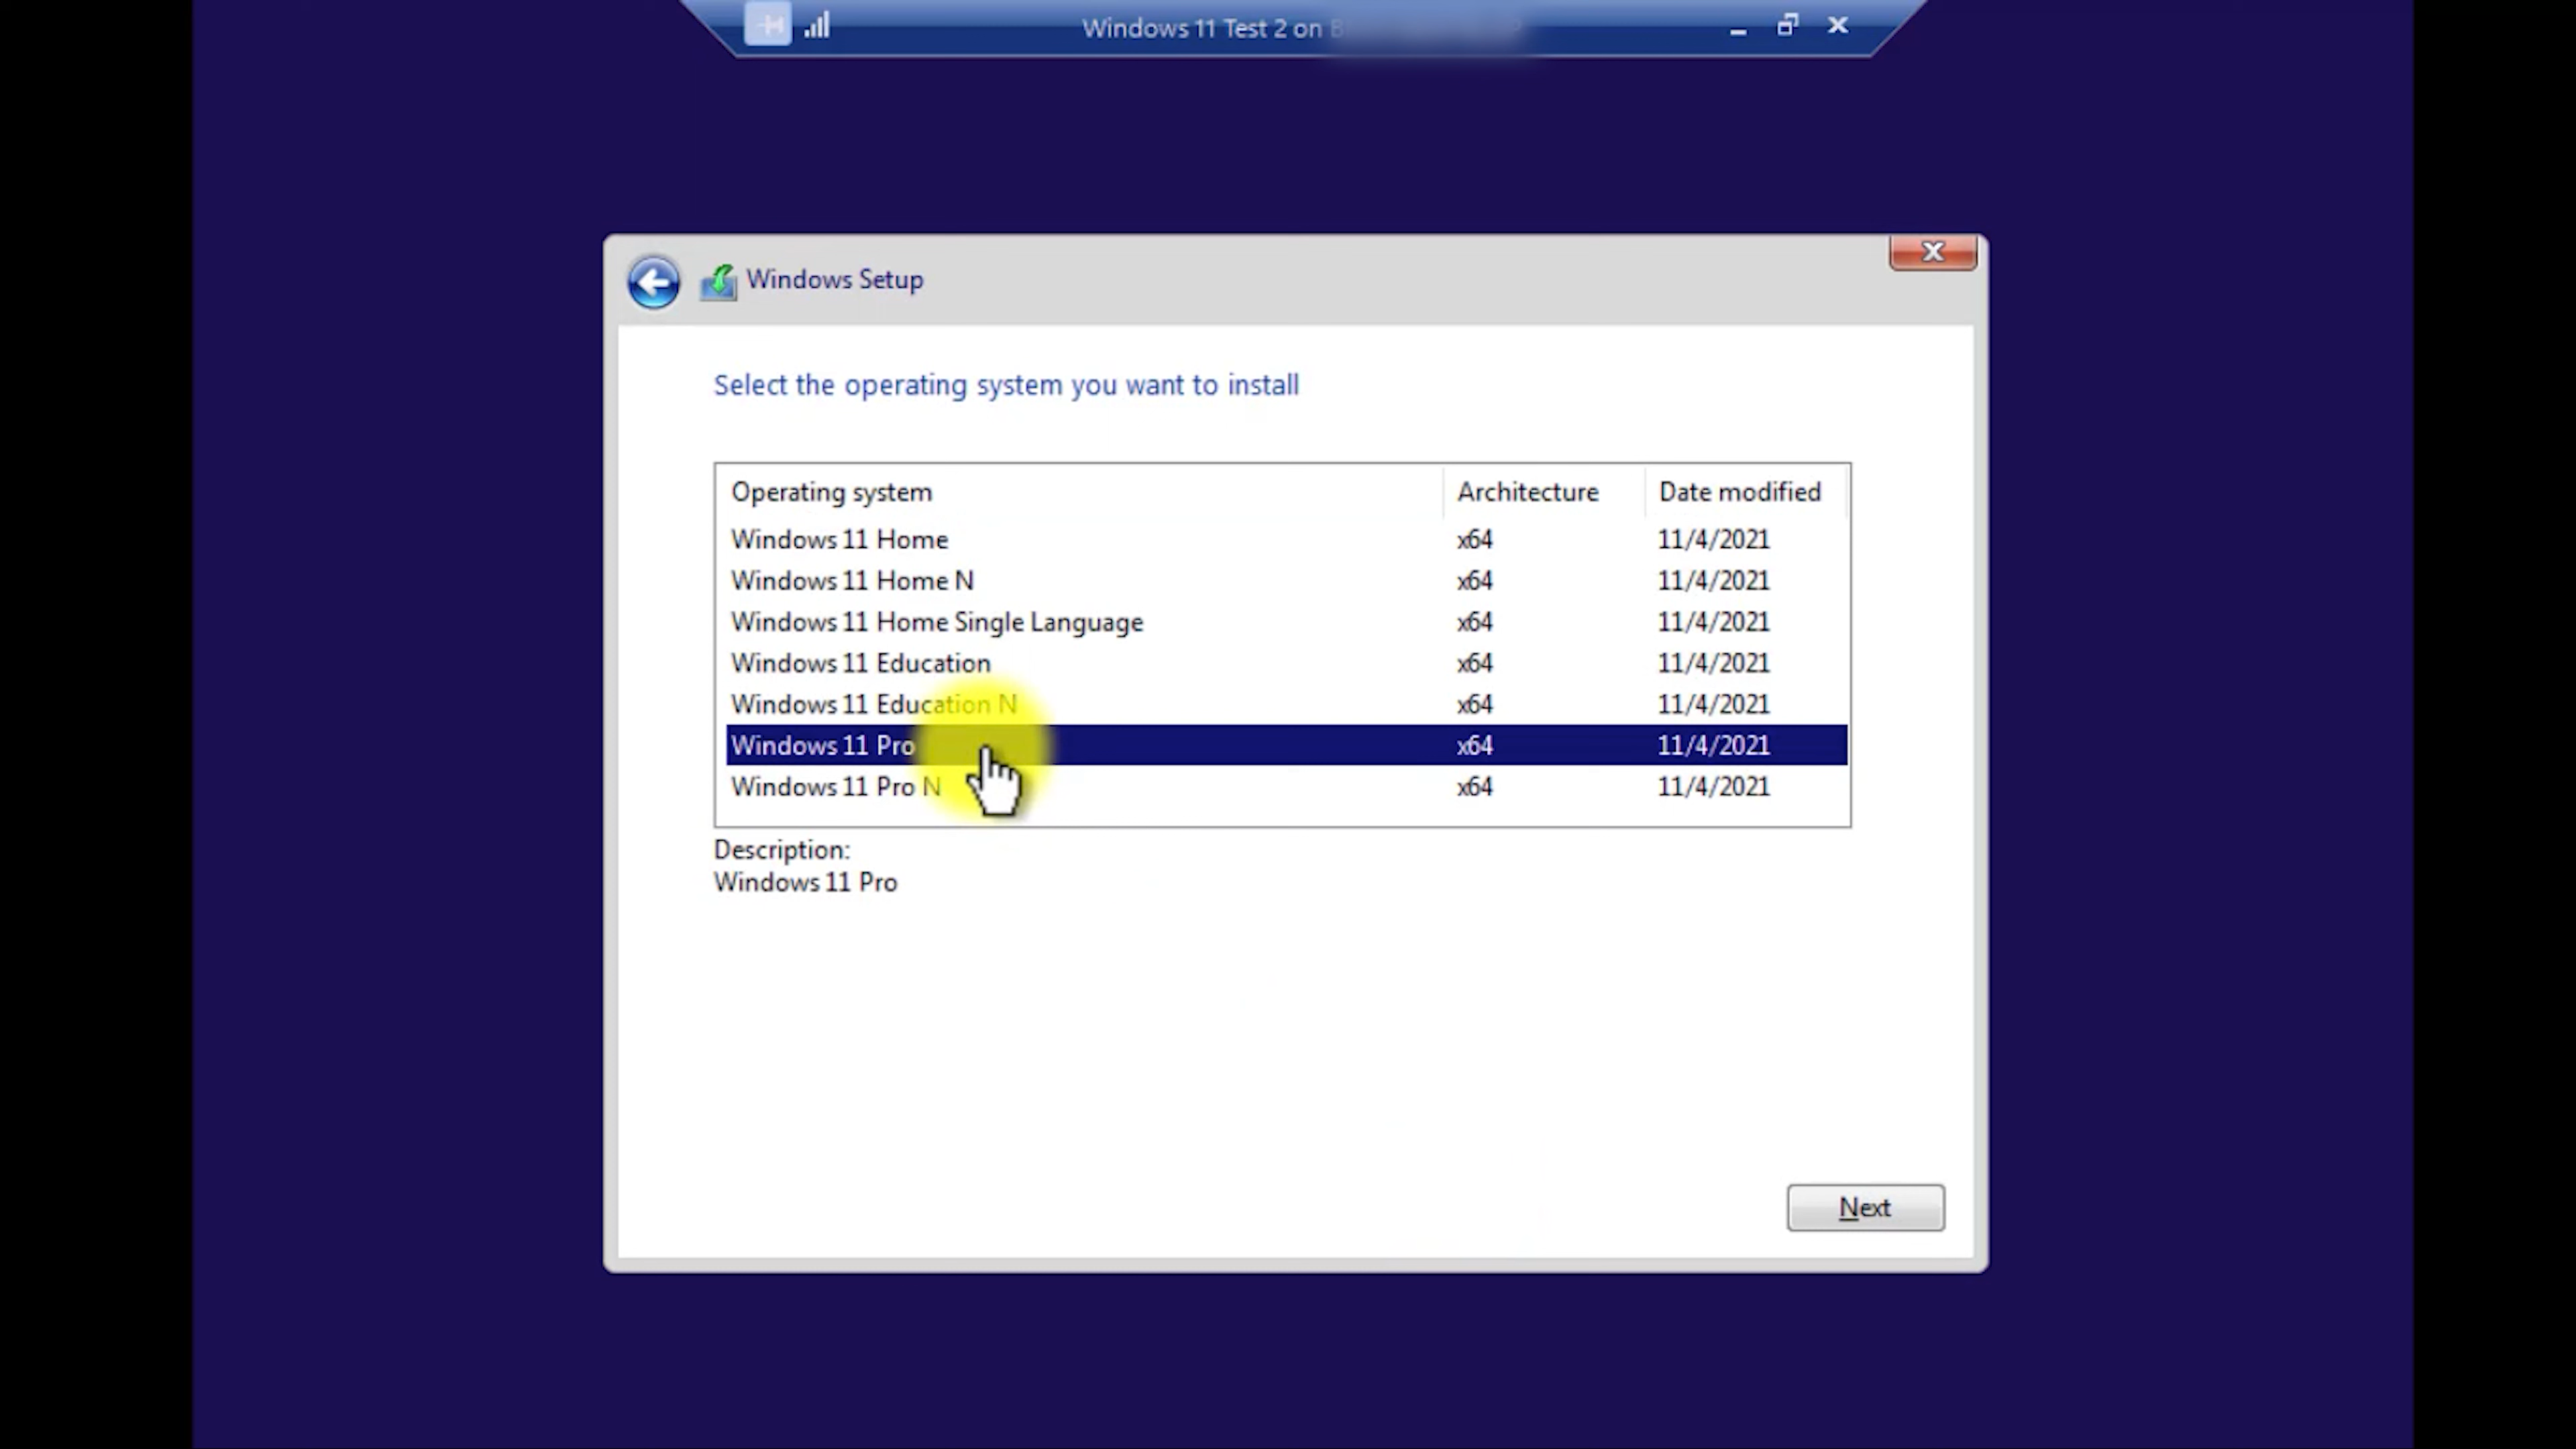 Windows 11 Test 2 on
Windows Setup
Select the operating system you want to install
Operating system Architecture Date modified
Windows 11 Home x64 11/4/2021
Windows 11 Home N x64 11/4/2021
Windows 11 Home Single Language x64 11/4/2021
Windows 11 Education x64 11/4/2021
Windows 11 Education N x64 11/4/2021
Windows 11 Pro x64 11/4/2021
Windows 11 Pro N x64 11/4/2021
Description:
Windows 11 Pro
Next